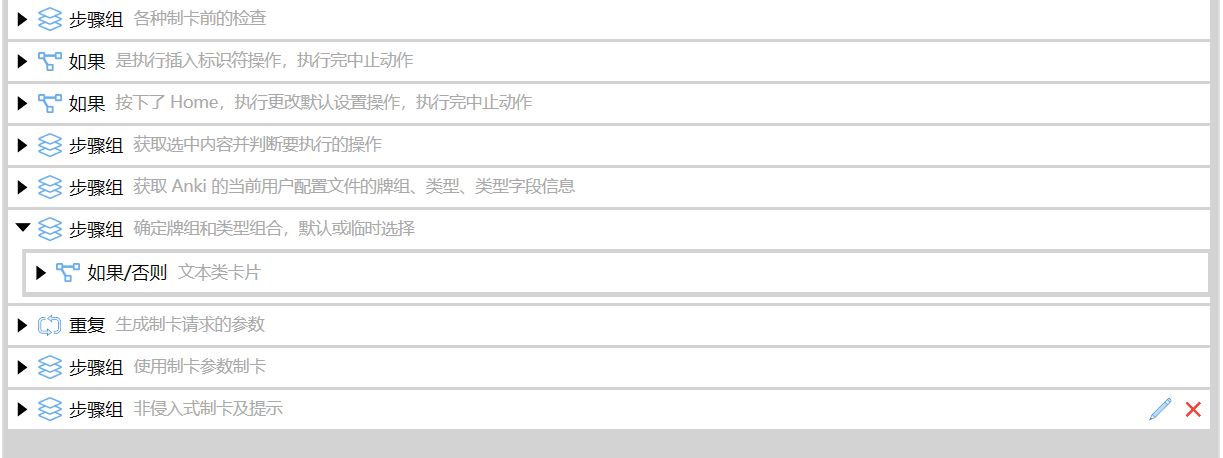 步骤组 各种制卡前的检查
如果 是执行插入标识符操作，执行完中止动作
如果 按下了 Home，执行更改默认设置操作，执行完中止动作
步骤组 获取选中内容并判断要执行的操作
步骤组 获取 Anki 的当前用户配置文件的牌组、类型、类型字段信息
步骤组 确定牌组和类型组合，默认或临时选择
如果/否则 文本类卡片
重复 生成制卡请求的参数
步骤组 使用制卡参数制卡
步骤组 非侵入式制卡及提示